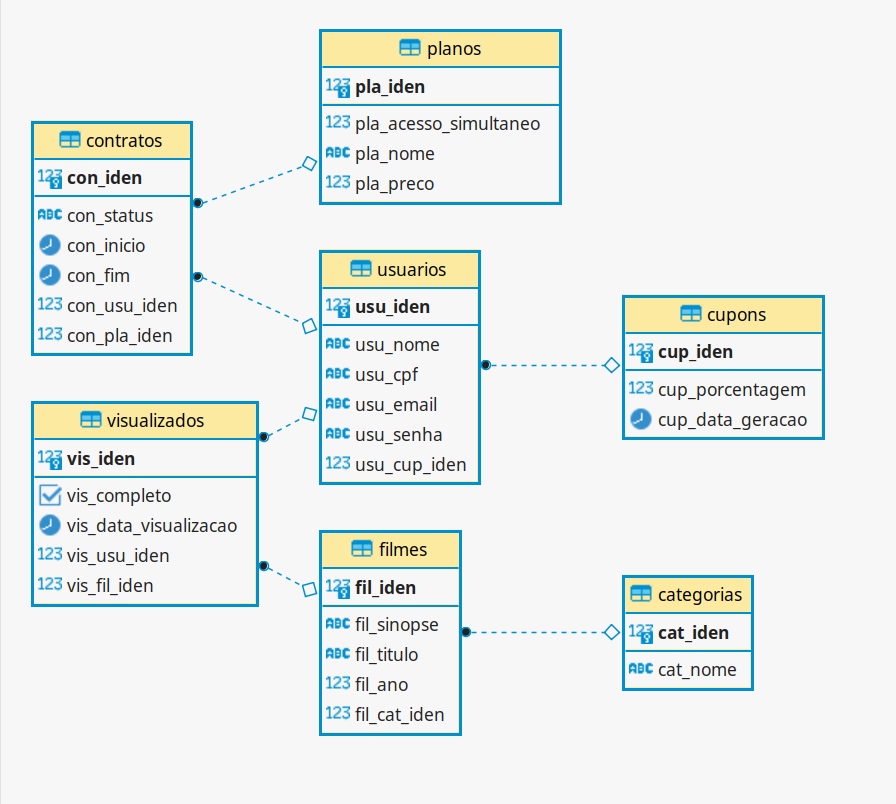 planos
123 pla_iden
123 pla_acesso_simultaneo
ABC pla_nome
123 pla_preco
contratos
123 con_iden
ABC con_status
con_inicio
con_fim
123 con_usu_iden
123 con_pla_iden
usuarios
123 usu_iden
ABC usu_nome
ABC usu_cpf
ABC usu_email
ABC usu_senha
123 usu_cup_iden
cupons
123 cup_iden
123 cup_porcentagem
cup_data_geracao
visualizados
123 vis_iden
vis_completo
vis_data_visualizacao
123 vis_usu_iden
123 vis_fil_iden
filmes
123 fil_iden
ABC fil_sinopse
ABC fil_titulo
123 fil_ano
123 fil_cat_iden
categorias
123 cat_iden
ABC cat_nome